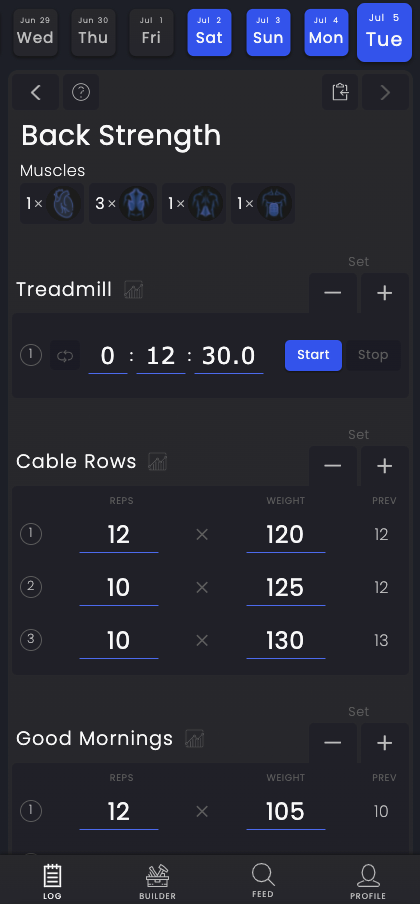 Jun 29 Jun 30 Jul 1 Jul 2 Jul 3 Jul 4 Jul 5
Wed Thu Fri Sat Sun Mon Tue
Back Strength
Muscles
1× 3× 1× 1×
Set
Treadmill
1 0 : 12 : 30.0 Start Stop
Set
Cable Rows
REPS WEIGHT PREV
1 12 × 120 12
2 10 × 125 12
3 10 × 130 13
Set
Good Mornings
REPS WEIGHT PREV
1 12 × 105 10
LOG BUILDER FEED PROFILE